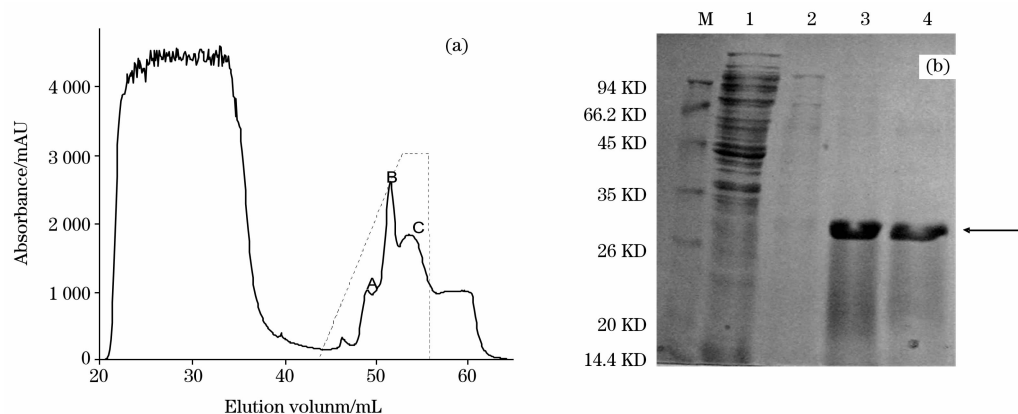 (a)
Absorbance/mAU
4 000
3 000
2 000
1 000
0
A
B
C
20
30
40
50
60
Elution volunm/mL
M 1 2 3 4
(b)
94 KD
66.2 KD
45 KD
35 KD
26 KD
20 KD
14.4 KD